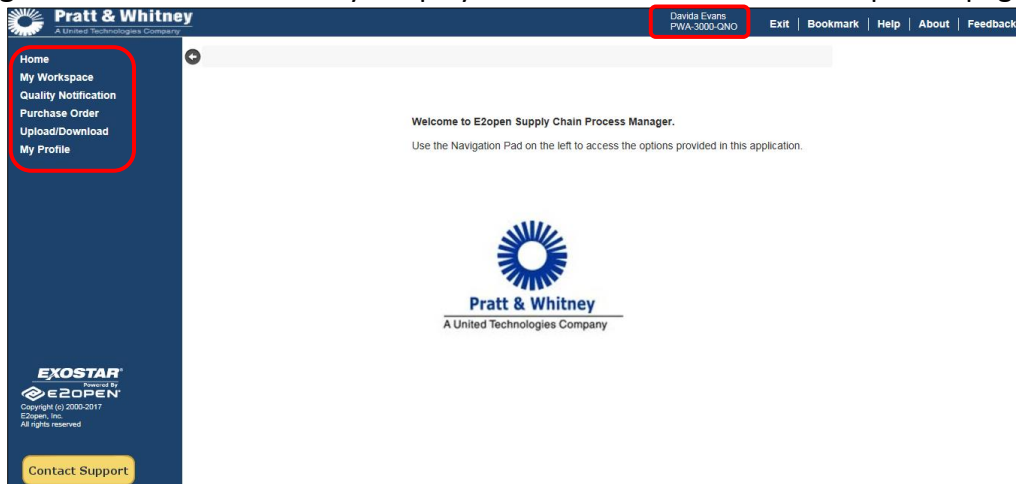 Pratt & Whitney
A United Technologies Company
Davida Evans
PWA-3000-QNO
Exit | Bookmark | Help | About | Feedback
Home
My Workspace
Quality Notification
Purchase Order
Upload/Download
My Profile
Welcome to E2open Supply Chain Process Manager.
Use the Navigation Pad on the left to access the options provided in this application.
Pratt & Whitney
A United Technologies Company
EXOSTAR
Powered By
E2OPEN
Copyright (c) 2000-2017
E2open, Inc.
All rights reserved
Contact Support